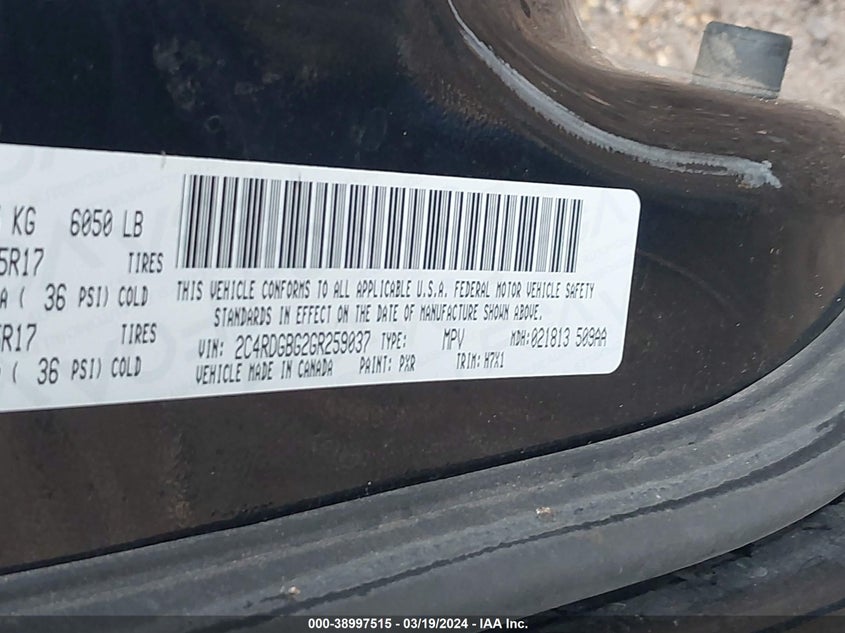 KG 6050 LB
5R17 TIRES
A ( 36 PSI) COLD
R17 TIRES
( 36 PSI) COLD
THIS VEHICLE CONFORMS TO ALL APPLICABLE U.S.A. FEDERAL MOTOR VEHICLE SAFETY
STANDARDS IN EFFECT ON THE DATE OF MANUFACTURE SHOWN ABOVE.
VIN: 2C4RDGBG2GR259037 TYPE: MPV MDH:021813 509AA
VEHICLE MADE IN CANADA PAINT: PXR TRIM: H7X1
000-38997515 - 03/19/2024 - IAA Inc.